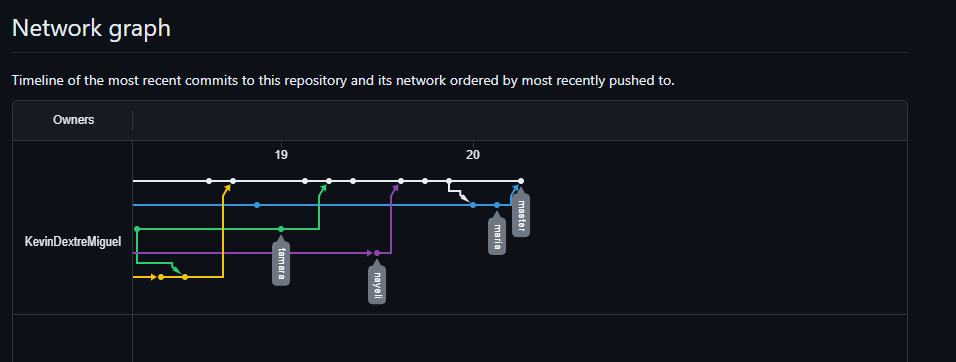 Network graph
Timeline of the most recent commits to this repository and its network ordered by most recently pushed to.
Owners
19
20
KevinDextreMiguel
master
maria
tamara
nayeli